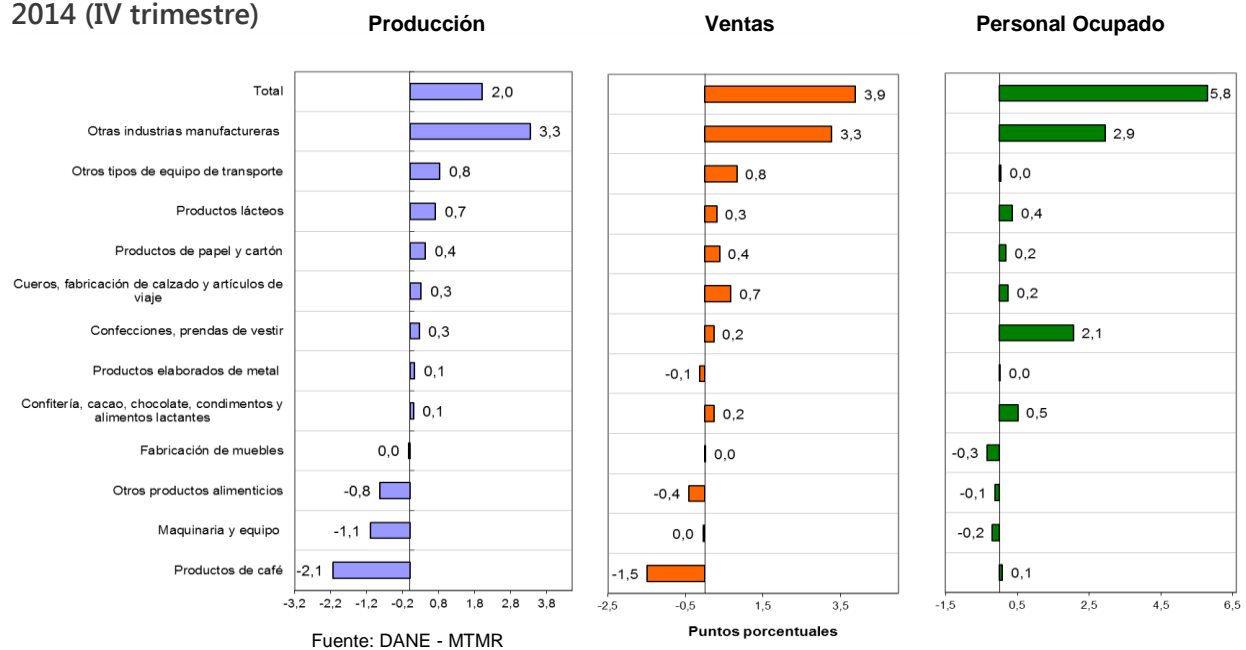 2014 (IV trimestre)
Producción
Ventas
Personal Ocupado
Total
2,0
3,9
5,8
Otras industrias manufactureras
3,3
3,3
2,9
Otros tipos de equipo de transporte
0,8
0,8
0,0
Productos lácteos
0,7
0,3
0,4
Productos de papel y cartón
0,4
0,4
0,2
Cueros, fabricación de calzado y artículos de
viaje
0,3
0,7
0,2
Confecciones, prendas de vestir
0,3
0,2
2,1
Productos elaborados de metal
0,1
-0,1
0,0
Confitería, cacao, chocolate, condimentos y
alimentos lactantes
0,1
0,2
0,5
Fabricación de muebles
0,0
0,0
-0,3
Otros productos alimenticios
-0,8
-0,4
-0,1
Maquinaria y equipo
-1,1
0,0
-0,2
Productos de café
-2,1
-1,5
0,1
-3,2 -2,2 -1,2 -0,2 0,8 1,8 2,8 3,8
-2,5 -0,5 1,5 3,5
-1,5 0,5 2,5 4,5 6,5
Puntos porcentuales
Fuente: DANE - MTMR